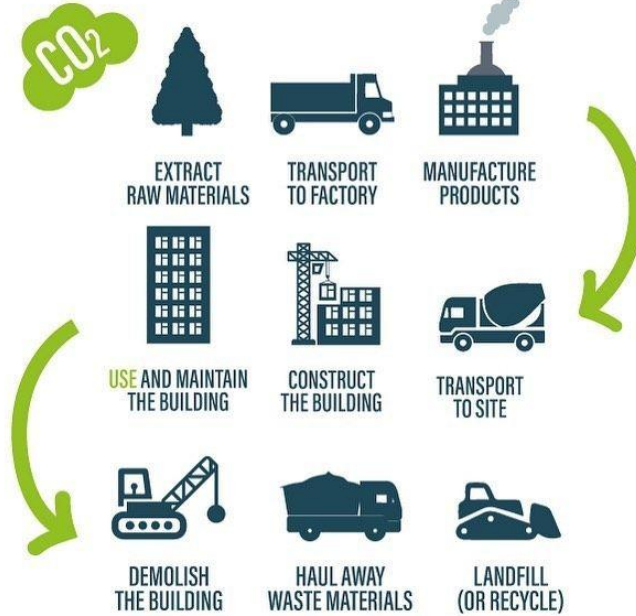 CO2
EXTRACT
RAW MATERIALS
TRANSPORT
TO FACTORY
MANUFACTURE
PRODUCTS
USE AND MAINTAIN
THE BUILDING
CONSTRUCT
THE BUILDING
TRANSPORT
TO SITE
DEMOLISH
THE BUILDING
HAUL AWAY
WASTE MATERIALS
LANDFILL
(OR RECYCLE)